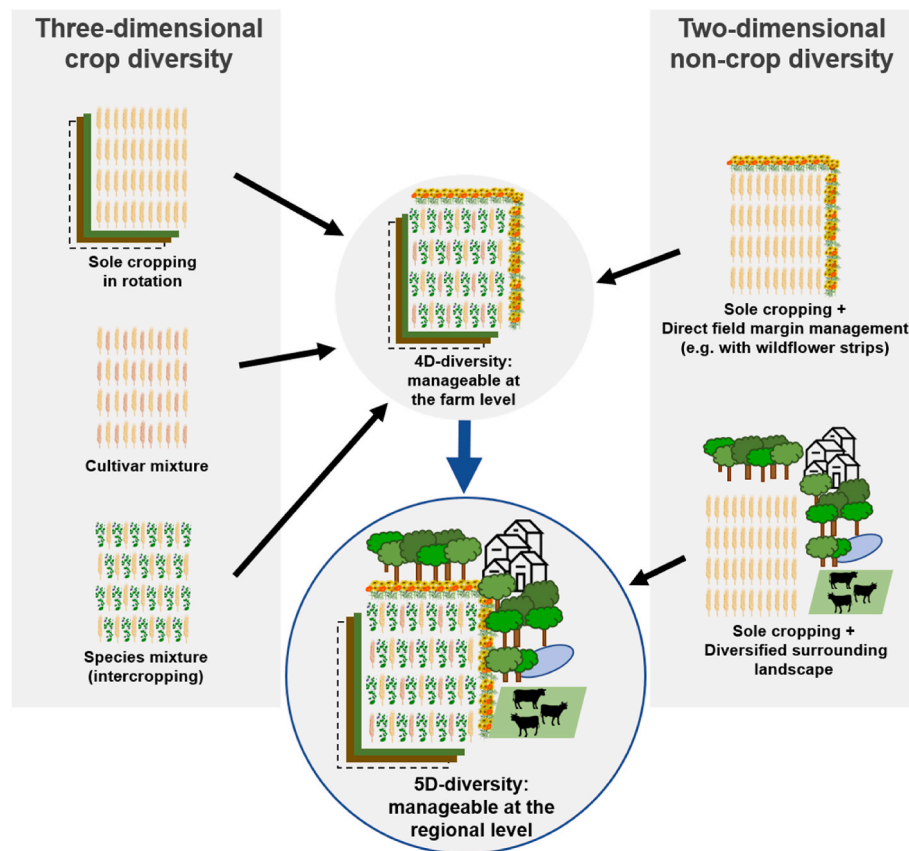 Three-dimensional
crop diversity
Sole cropping
in rotation
Cultivar mixture
Species mixture
(intercropping)
4D-diversity:
manageable at
the farm level
5D-diversity:
manageable at the
regional level
Two-dimensional
non-crop diversity
Sole cropping +
Direct field margin management
(e.g. with wildflower strips)
Sole cropping +
Diversified surrounding
landscape